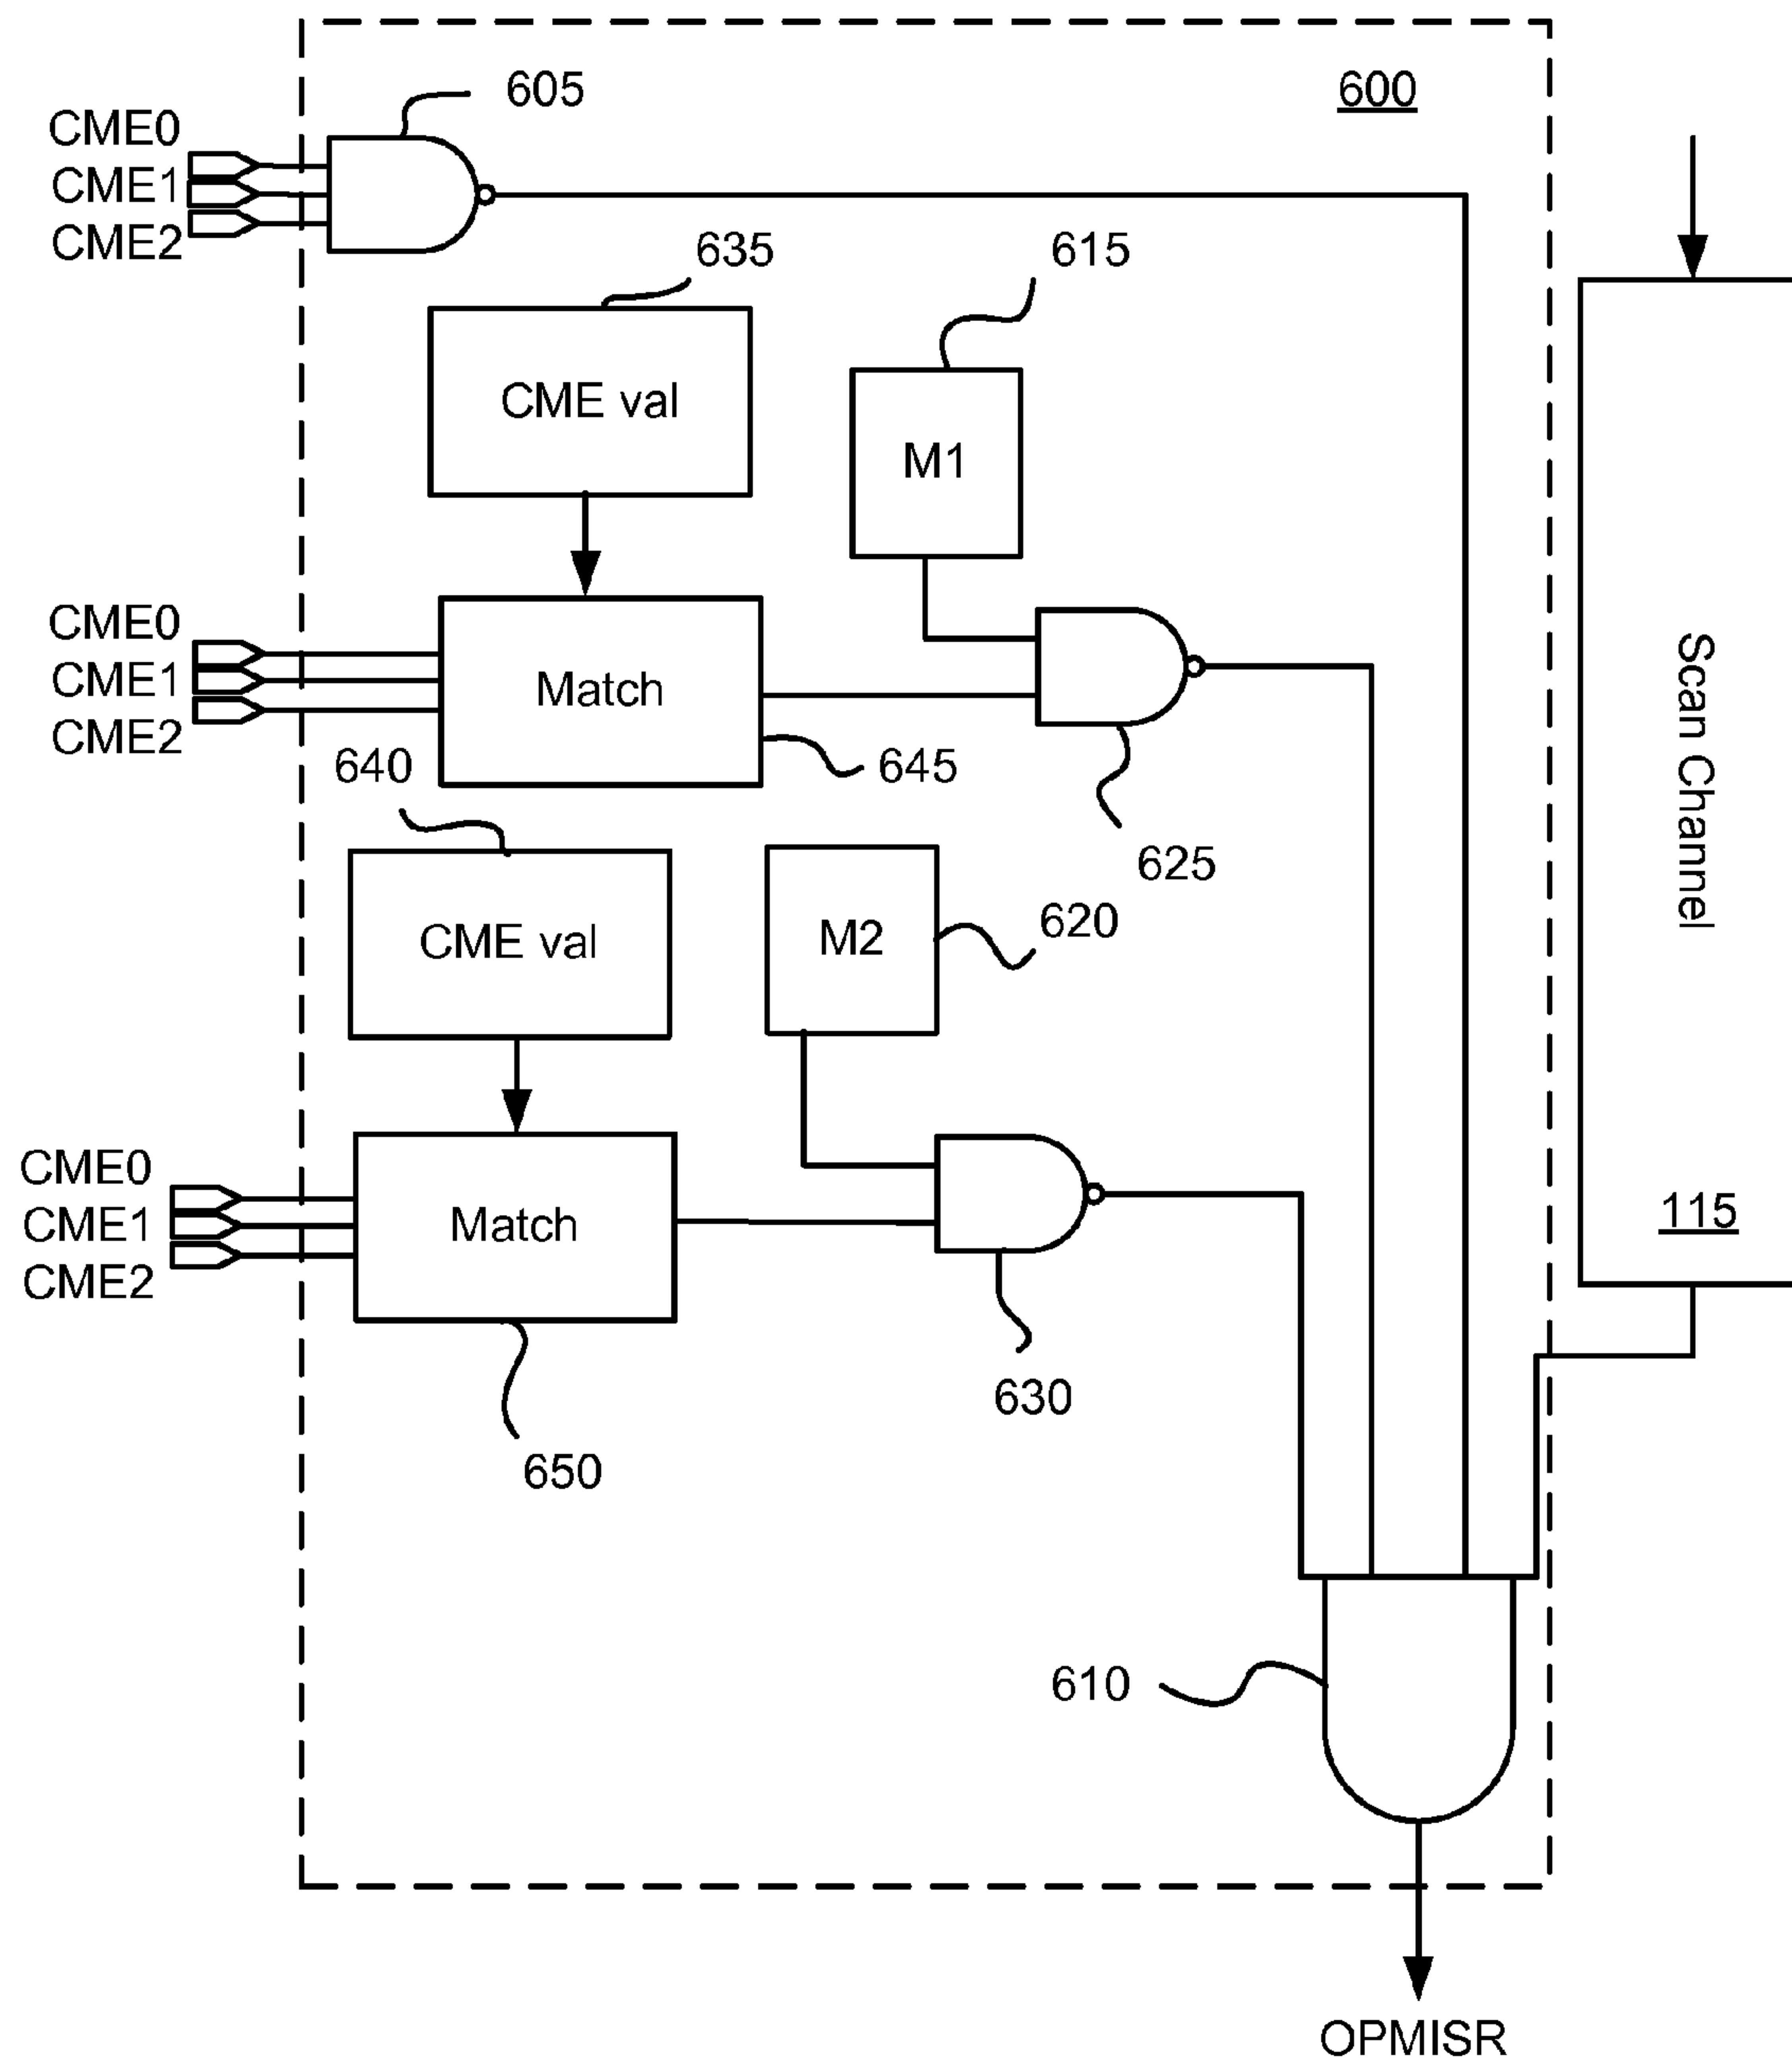 605
600
CME0
CME1
CME2
635
615
CME val
M1
CME0
CME1
CME2
Match
645
640
625
Scan Channel
CME val
M2
620
CME0
CME1
CME2
Match
115
630
650
610
OPMISR